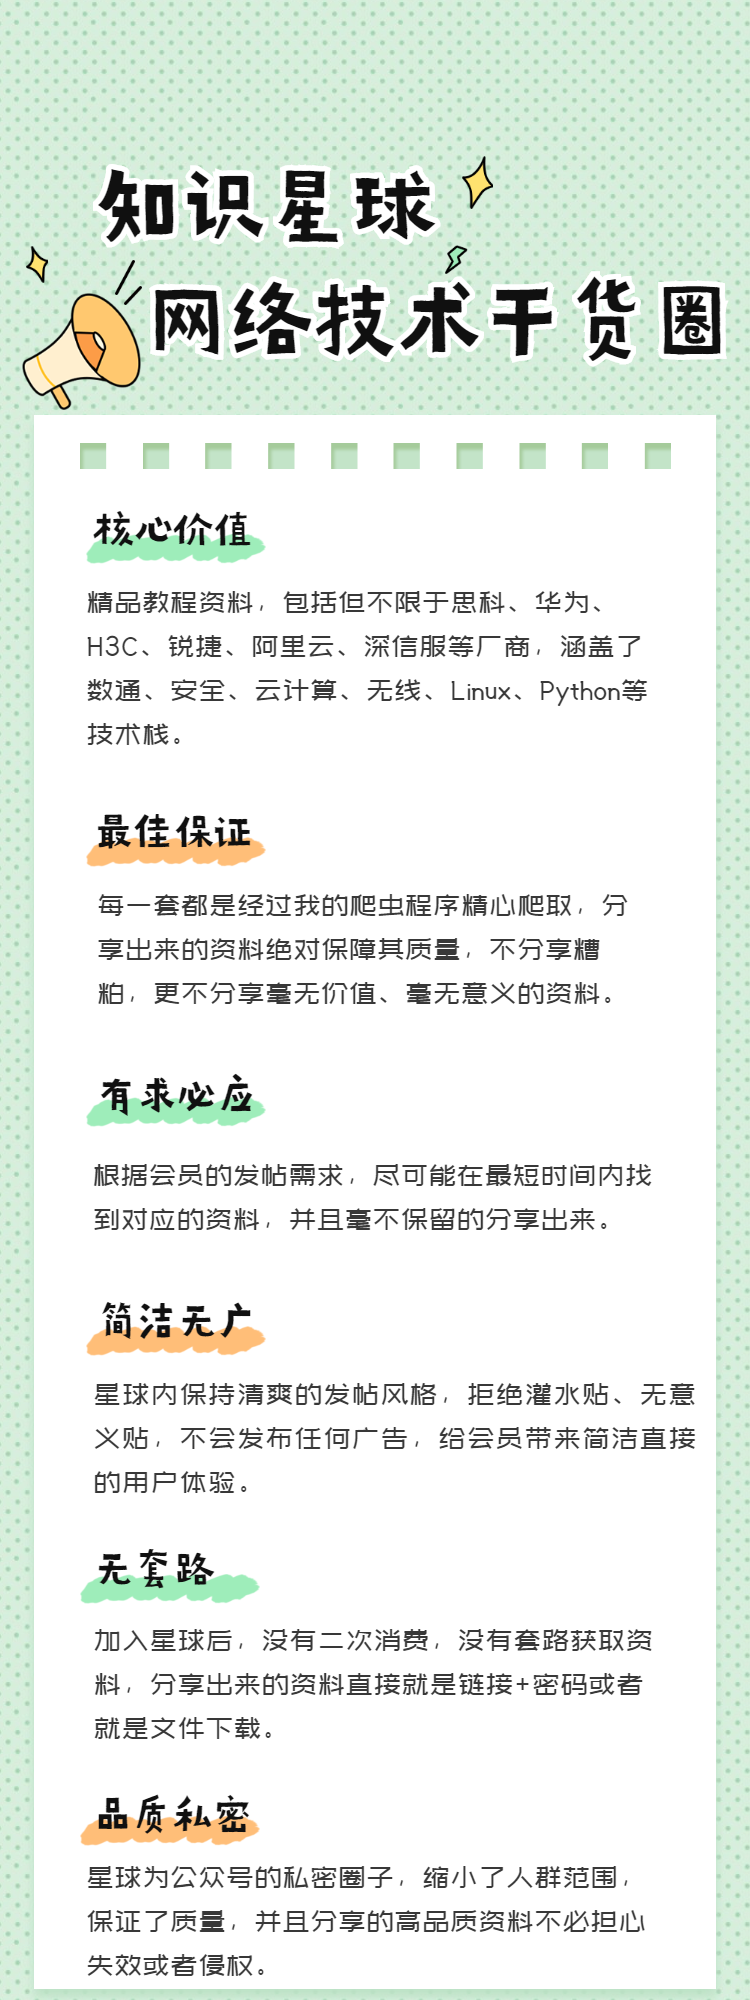 知识星球
网络技术干货圈
核心价值
精品教程资料，包括但不限于思科、华为、
H3C、锐捷、阿里云、深信服等厂商，涵盖了
数通、安全、云计算、无线、Linux、Python等
技术栈。
最佳保证
每一套都是经过我的爬虫程序精心爬取，分
享出来的资料绝对保障其质量，不分享糟
粕，更不分享毫无价值、毫无意义的资料。
有求必应
根据会员的发帖需求，尽可能在最短时间内找
到对应的资料，并且毫不保留的分享出来。
简洁无广
星球内保持清爽的发帖风格，拒绝灌水贴、无意
义贴，不会发布任何广告，给会员带来简洁直接
的用户体验。
无套路
加入星球后，没有二次消费，没有套路获取资
料，分享出来的资料直接就是链接+密码或者
就是文件下载。
品质私密
星球为公众号的私密圈子，缩小了人群范围，
保证了质量，并且分享的高品质资料不必担心
失效或者侵权。